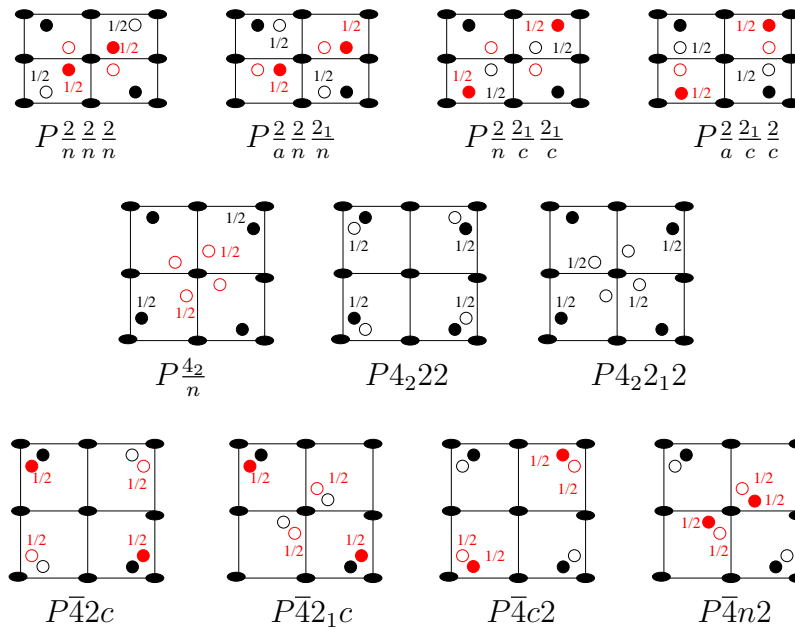 1/2 1/2 1/2 1/2
1/2 1/2 1/2 1/2
1/2 1/2 1/2
1/2 1/2 1/2 1/2 1/2
P 2/n 2/n 2/n
P 2/a 2/n 2₁/n
P 2/n 2₁/c 2₁/c
P 2/a 2₁/c 2/c
1/2
1/2 1/2 1/2 1/2
1/2
1/2 1/2 1/2 1/2 1/2
1/2
P 4₂/n
P4₂22
P4₂2₁2
1/2
1/2 1/2 1/2 1/2 1/2
1/2 1/2
1/2
1/2 1/2 1/2 1/2 1/2
1/2 1/2
P4̅2c
P4̅2₁c
P4̅c2
P4̅n2